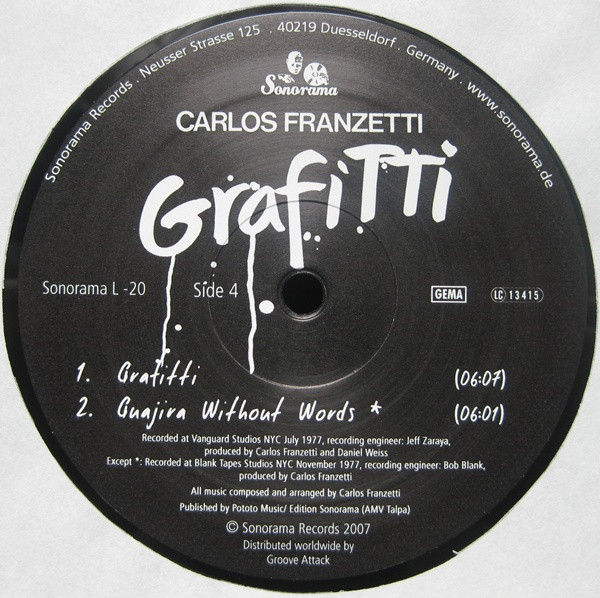 Sonorama Records . Neusser Strasse 125 . 40219 Duesseldorf . Germany . www.sonorama.de
Sonorama
CARLOS FRANZETTI
Grafitti
Sonorama L -20 Side 4 GEMA LC 13415
1. Grafitti (06:07)
2. Guajira Without Words * (06:01)
Recorded at Vanguard Studios NYC July 1977, recording engineer: Jeff Zaraya,
produced by Carlos Franzetti and Daniel Weiss
Except *: Recorded at Blank Tapes Studios NYC November 1977, recording engineer: Bob Blank,
produced by Carlos Franzetti
All music composed and arranged by Carlos Franzetti
Published by Pototo Music/ Edition Sonorama (AMV Talpa)
© Sonorama Records 2007
Distributed worldwide by
Groove Attack